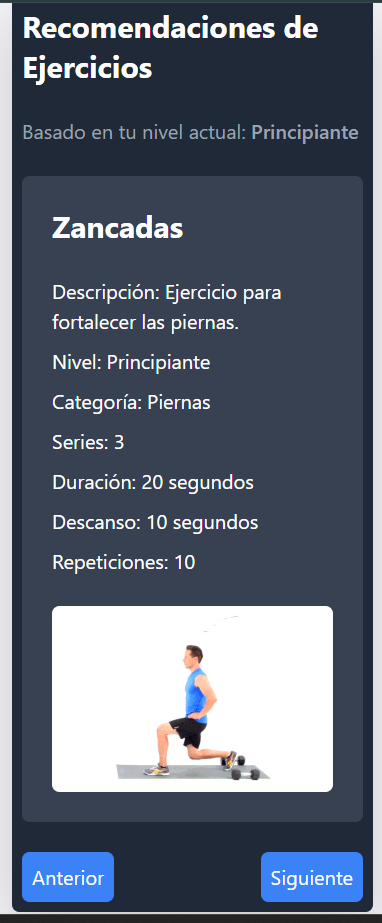 Recomendaciones de
Ejercicios
Basado en tu nivel actual: Principiante
Zancadas
Descripción: Ejercicio para
fortalecer las piernas.
Nivel: Principiante
Categoría: Piernas
Series: 3
Duración: 20 segundos
Descanso: 10 segundos
Repeticiones: 10
Anterior
Siguiente